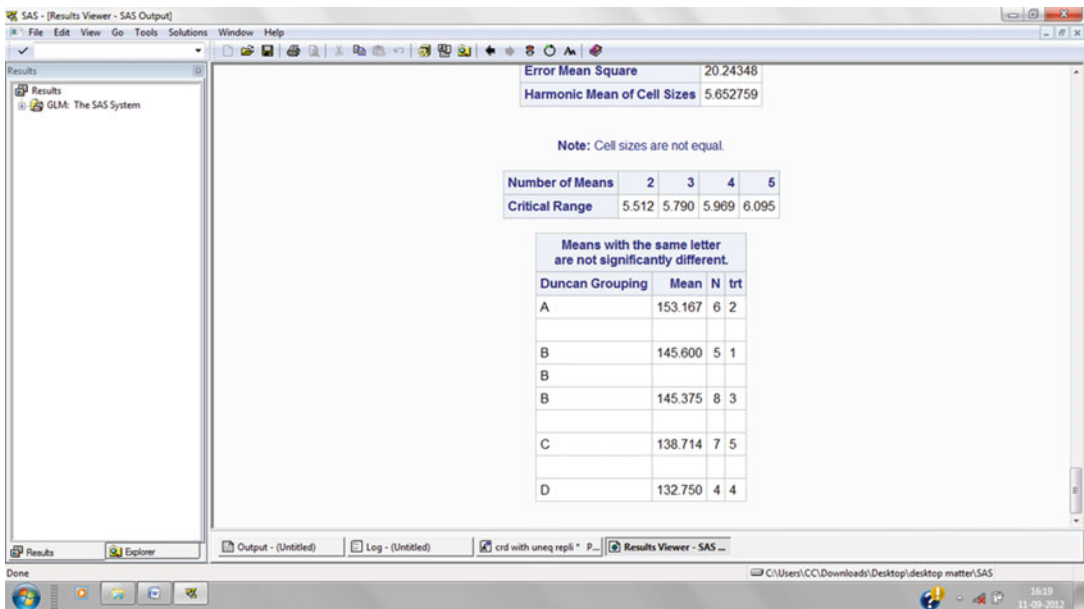 SAS - [Results Viewer - SAS Output]
File Edit View Go Tools Solutions Window Help
Results
Results
GLM: The SAS System
Error Mean Square 20.24348
Harmonic Mean of Cell Sizes 5.652759
Note: Cell sizes are not equal.
Number of Means 2 3 4 5
Critical Range 5.512 5.790 5.969 6.095
Means with the same letter
are not significantly different.
Duncan Grouping Mean N trt
A 153.167 6 2
B 145.600 5 1
B
B 145.375 8 3
C 138.714 7 5
D 132.750 4 4
Results Explorer
Output - (Untitled) Log - (Untitled) crd with uneq repli * P... Results Viewer - SAS ...
Done C:\Users\CC\Downloads\Desktop\desktop matter\SAS
16:19
11-09-2012